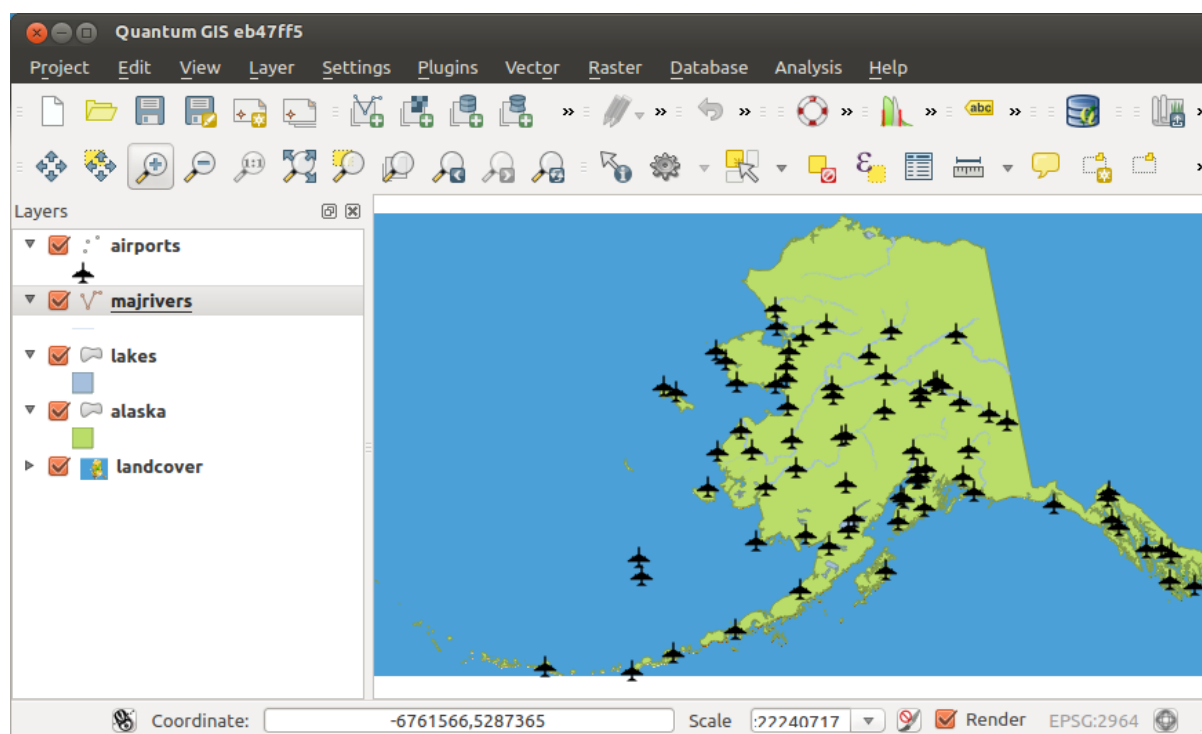 Quantum GIS eb47ff5
Project Edit View Layer Settings Plugins Vector Raster Database Analysis Help
» » » » » abc »
1:1 ε
Layers
airports
majrivers
lakes
alaska
landcover
Coordinate: -6761566,5287365 Scale :22240717 Render EPSG:2964